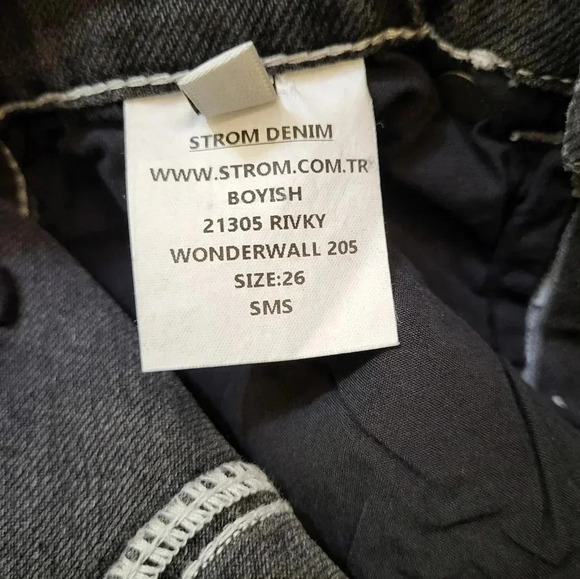 STROM DENIM
WWW.STROM.COM.TR
BOYISH
21305 RIVKY
WONDERWALL 205
SIZE:26
SMS